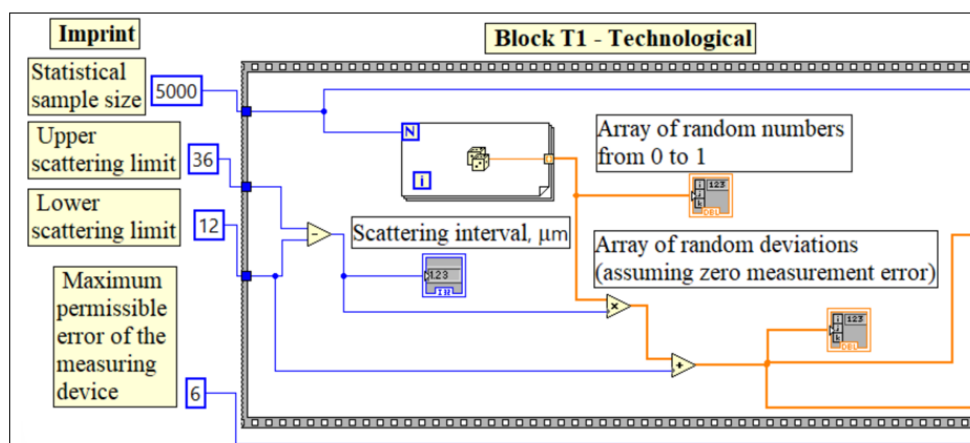 Imprint
Block T1 - Technological
Statistical
sample size
5000
Upper
scattering limit
36
Lower
scattering limit
12
Maximum
permissible
error of the
measuring
device
6
N
i
Array of random numbers
from 0 to 1
123
DBL
Scattering interval, μm
123
Array of random deviations
(assuming zero measurement error)
123
DBL
-
×
+